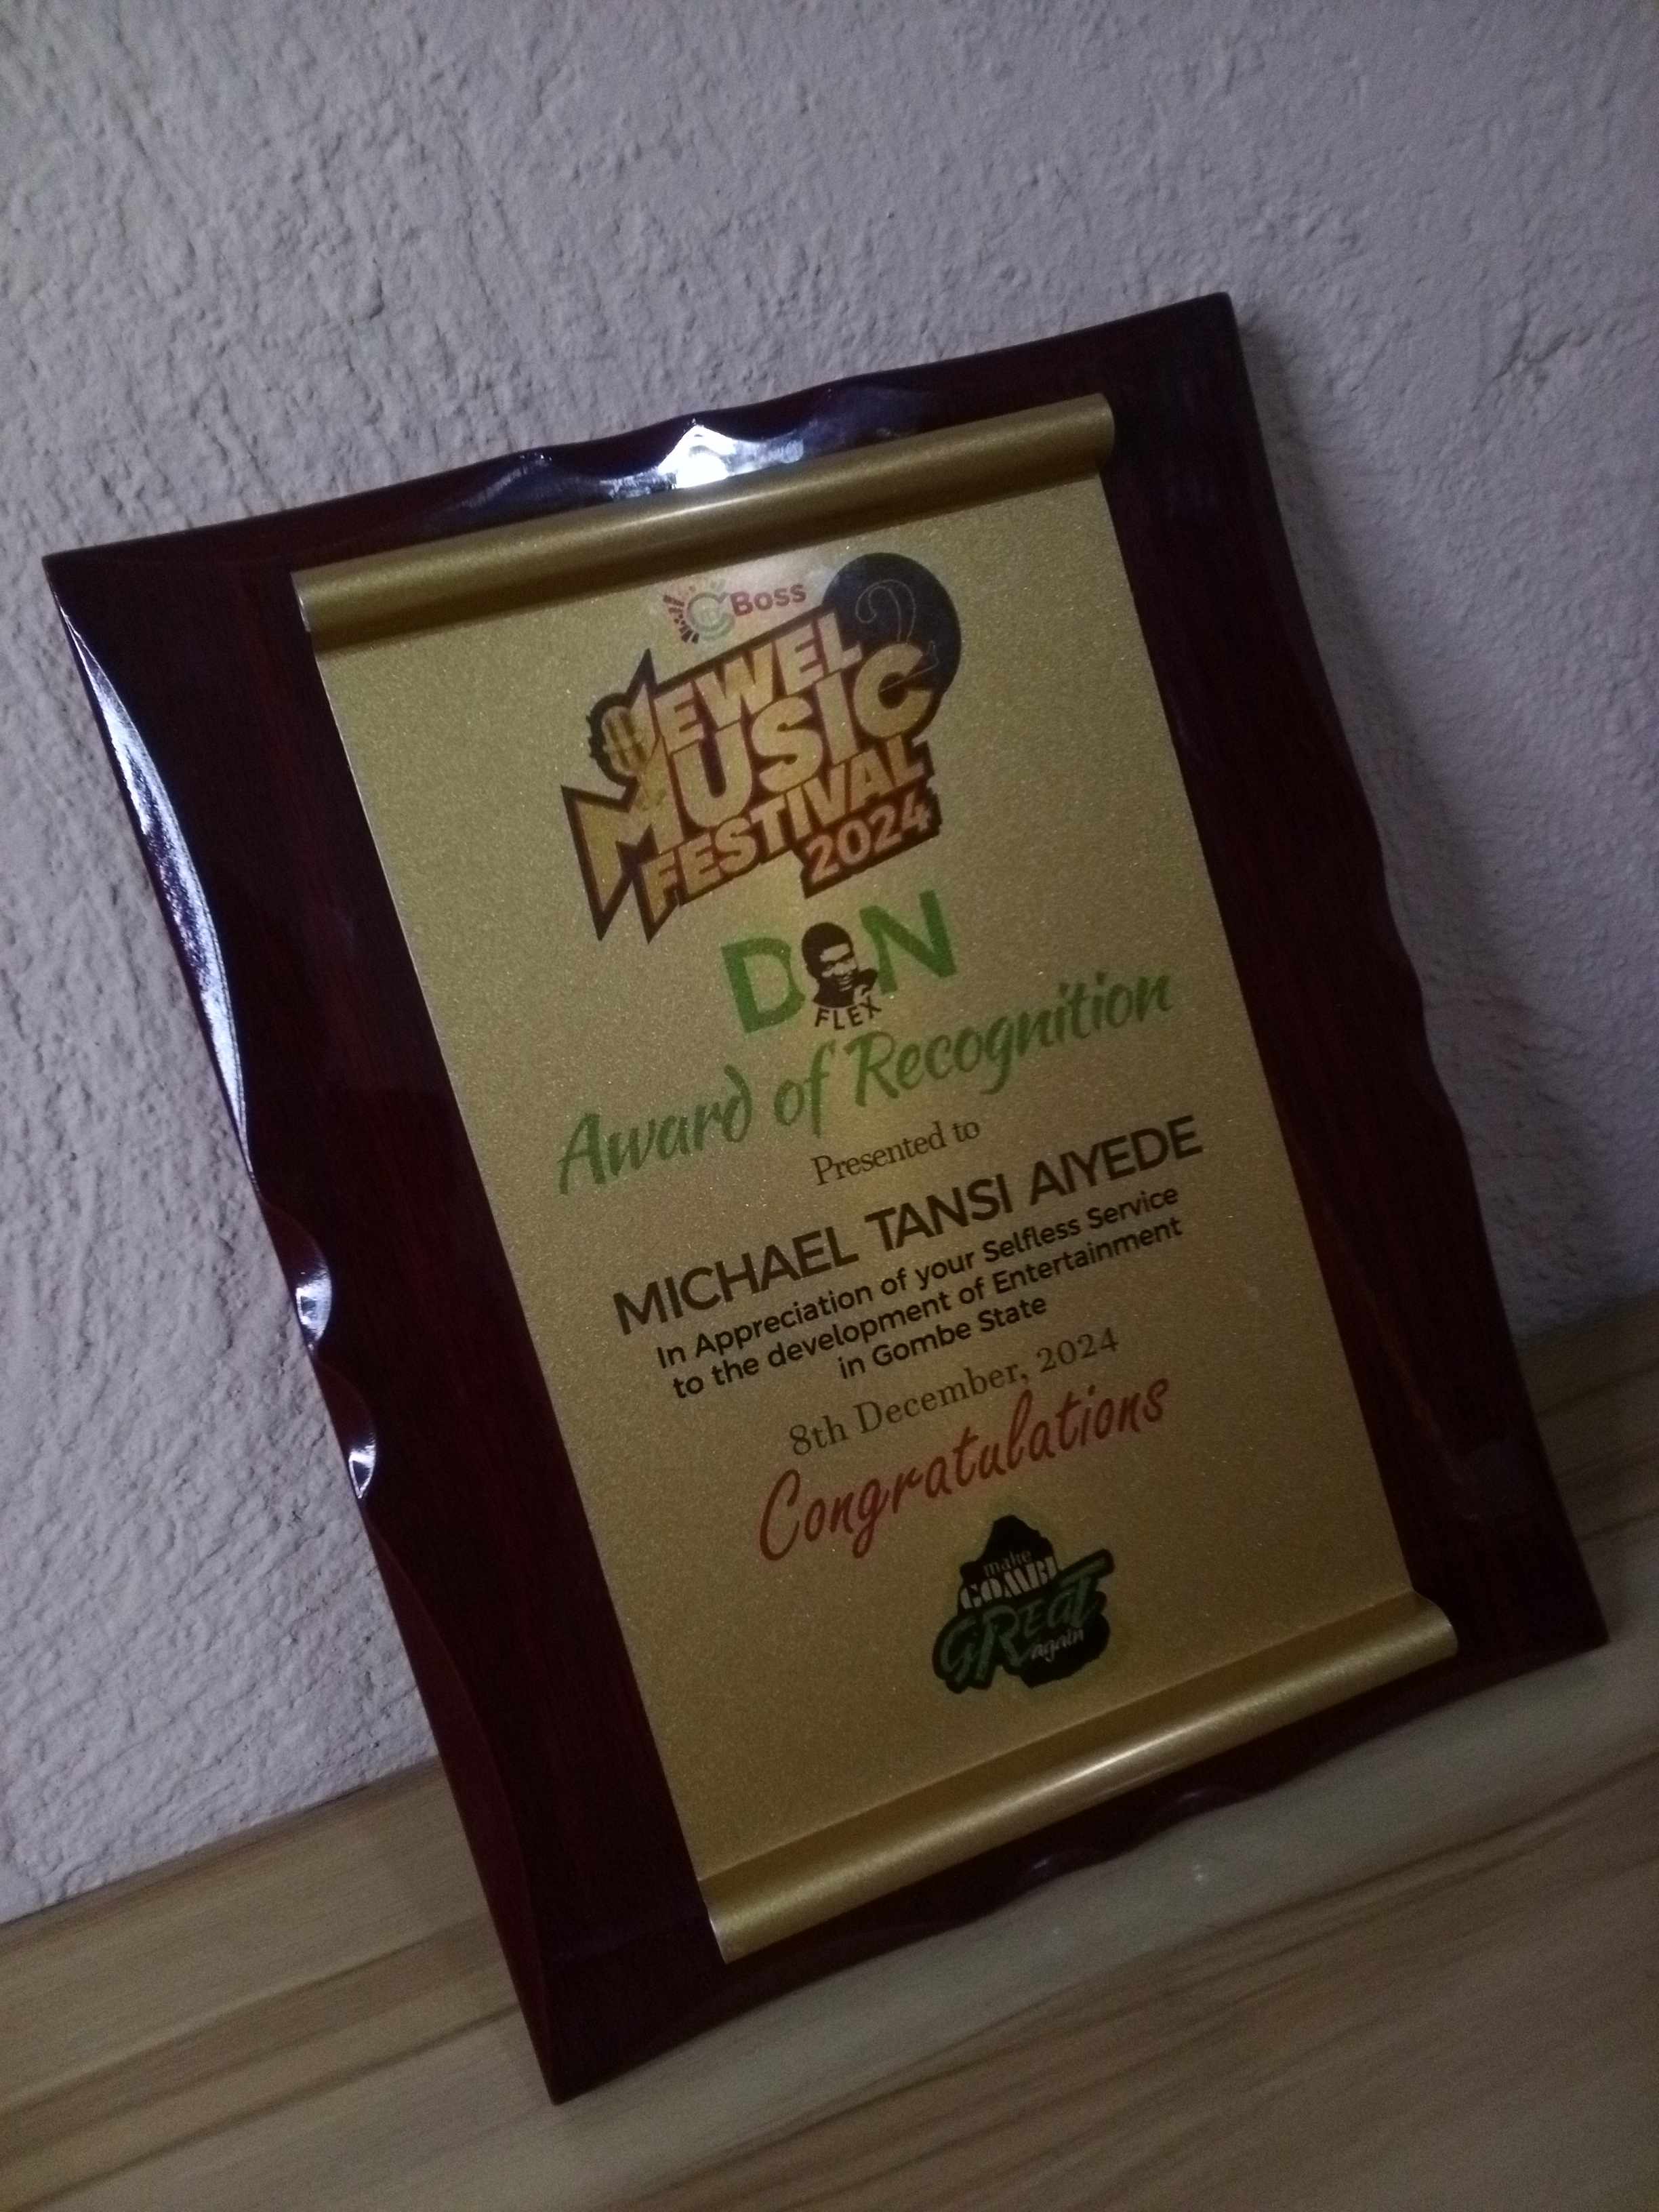 Boss
JEWEL
MUSIC
FESTIVAL
2024
DON
FLEX
Award of Recognition
Presented to
MICHAEL TANSI AIYEDE
In Appreciation of your Selfless Service
to the development of Entertainment
in Gombe State
8th December, 2024
Congratulations
make
GOMBE
GREAT
again